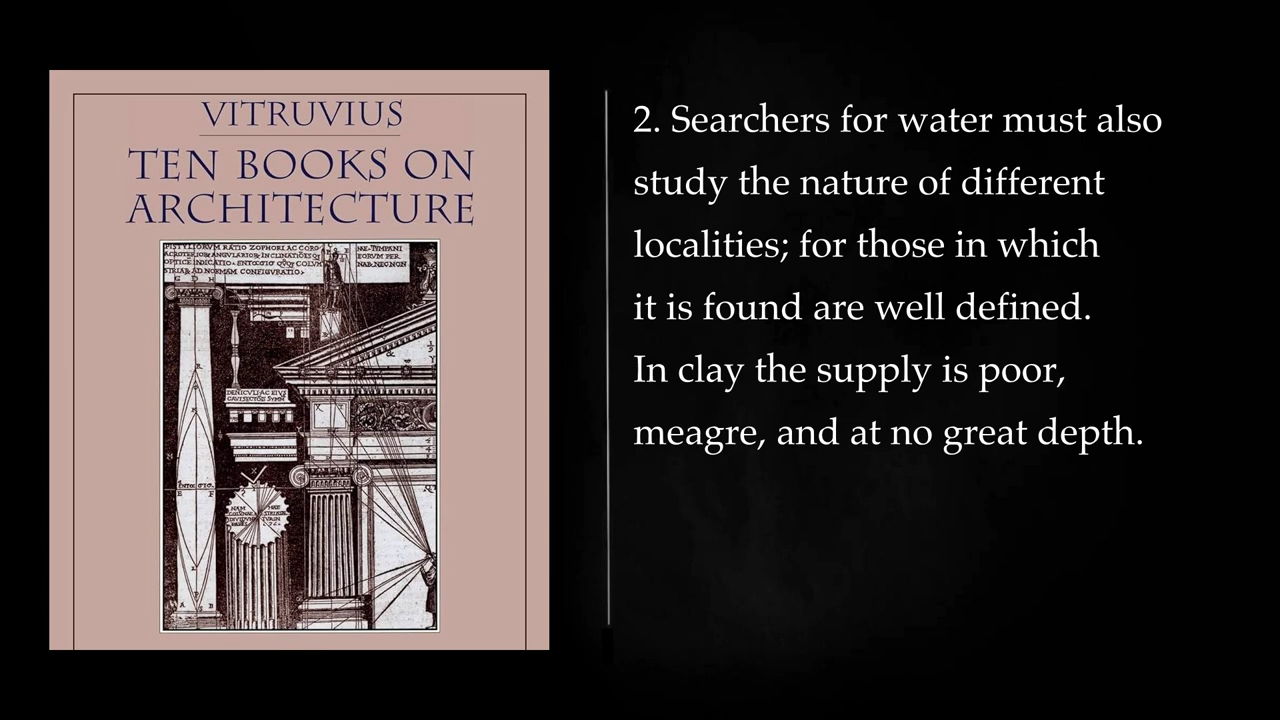 VITRUVIUS
TEN BOOKS ON
ARCHITECTURE
2. Searchers for water must also
study the nature of different
localities; for those in which
it is found are well defined.
In clay the supply is poor,
meagre, and at no great depth.